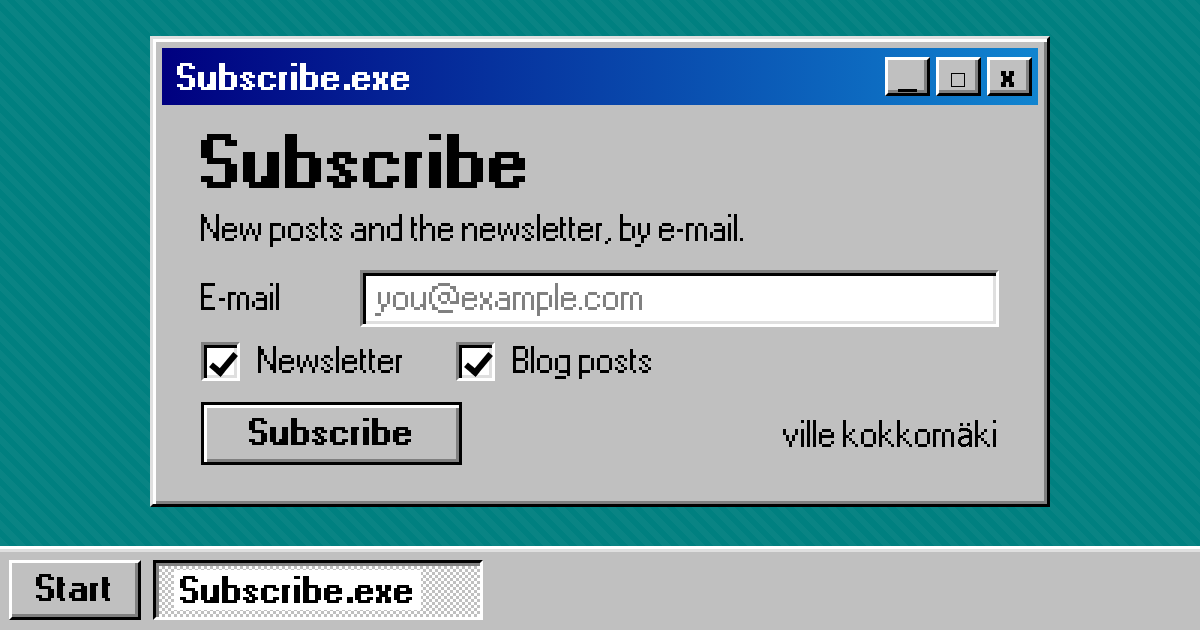 Subscribe.exe
Subscribe
New posts and the newsletter, by e-mail.
E-mail
you@example.com
Newsletter
Blog posts
Subscribe
ville kokkomäki
Start
Subscribe.exe